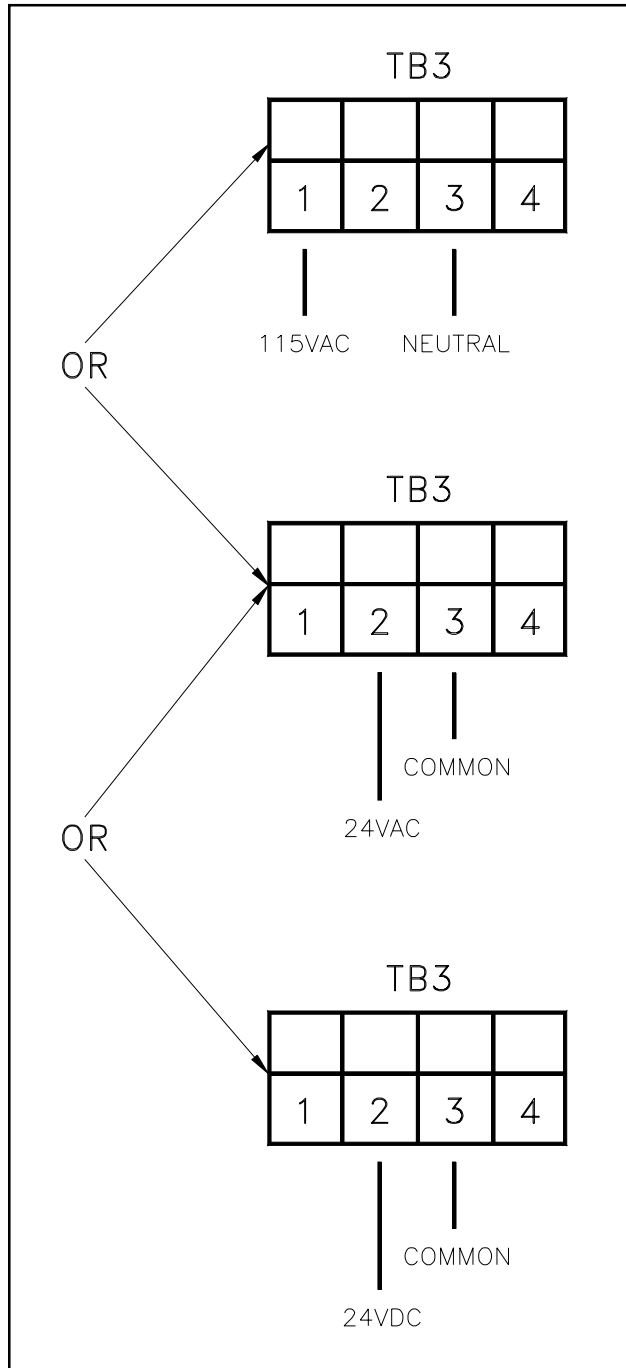 TB3
1 2 3 4
115VAC NEUTRAL
OR
TB3
1 2 3 4
COMMON
24VAC
OR
TB3
1 2 3 4
COMMON
24VDC